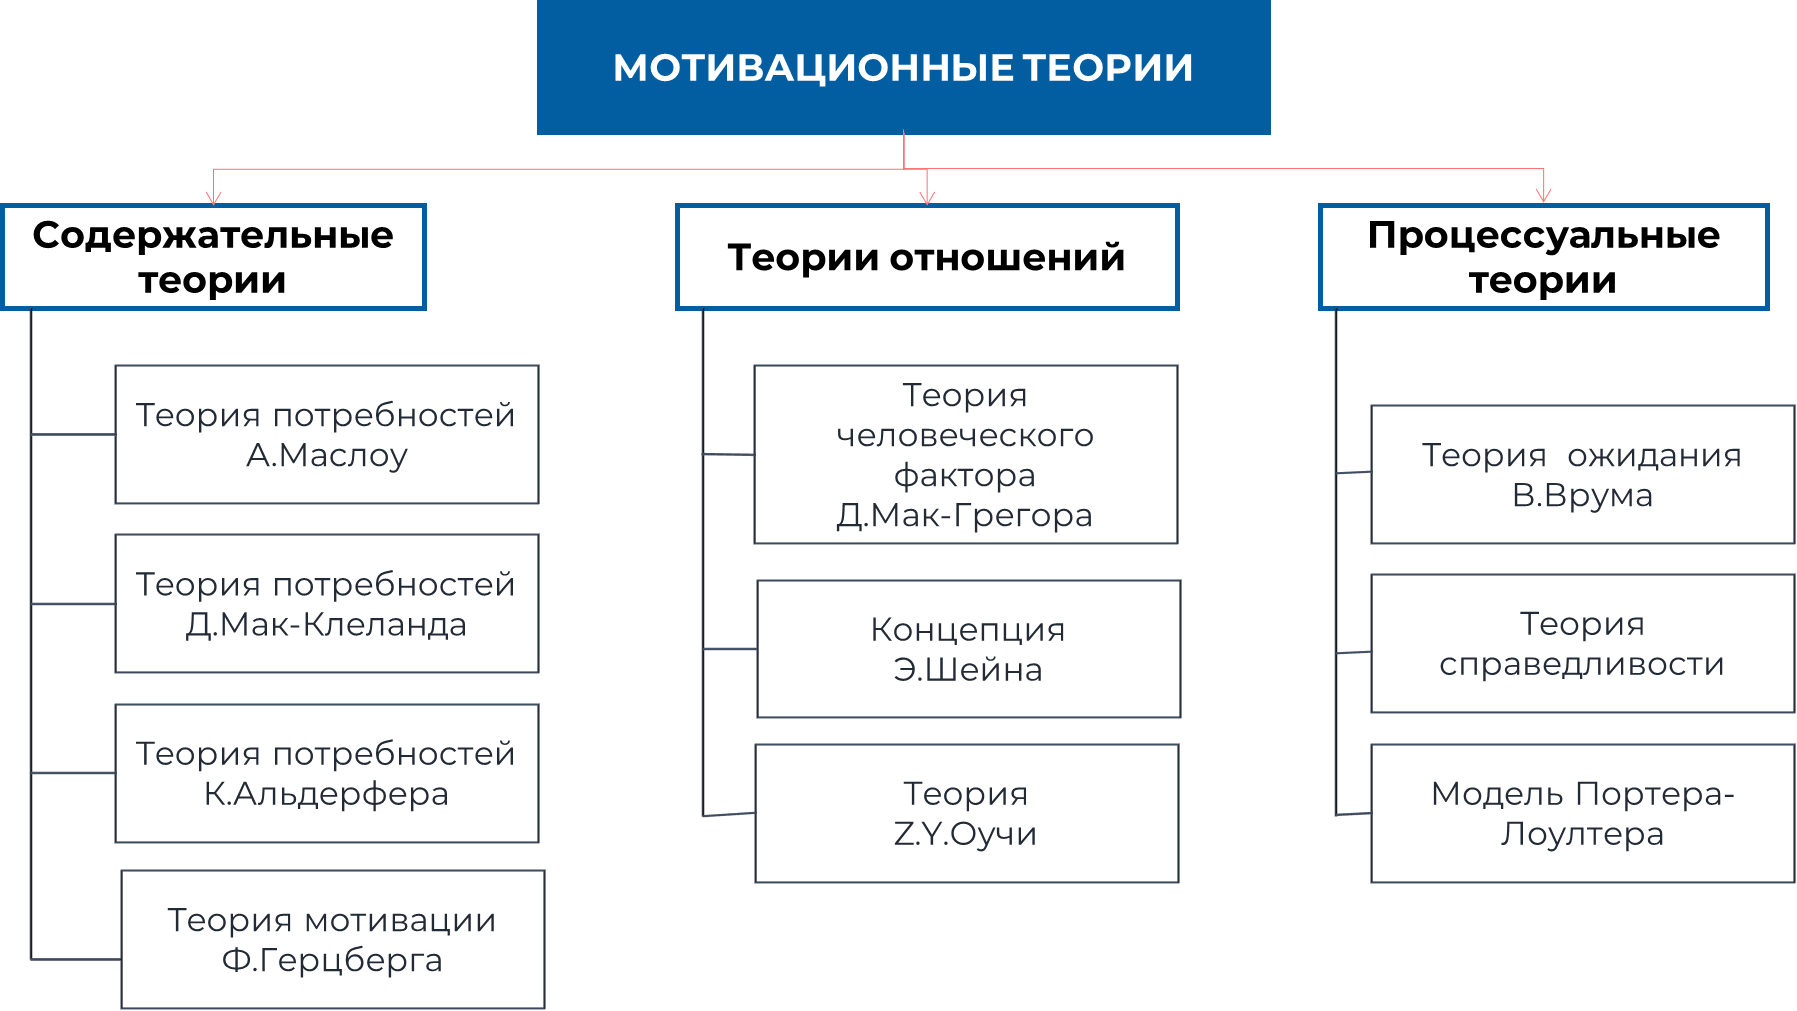 МОТИВАЦИОННЫЕ ТЕОРИИ
Содержательные
теории
Теория потребностей
А.Маслоу
Теория потребностей
Д.Мак-Клеланда
Теория потребностей
К.Альдерфера
Теория мотивации
Ф.Герцберга
Теории отношений
Теория
человеческого
фактора
Д.Мак-Грегора
Концепция
Э.Шейна
Теория
Z.Y.Оучи
Процессуальные
теории
Теория  ожидания
В.Врума
Теория
справедливости
Модель Портера-
Лоултера